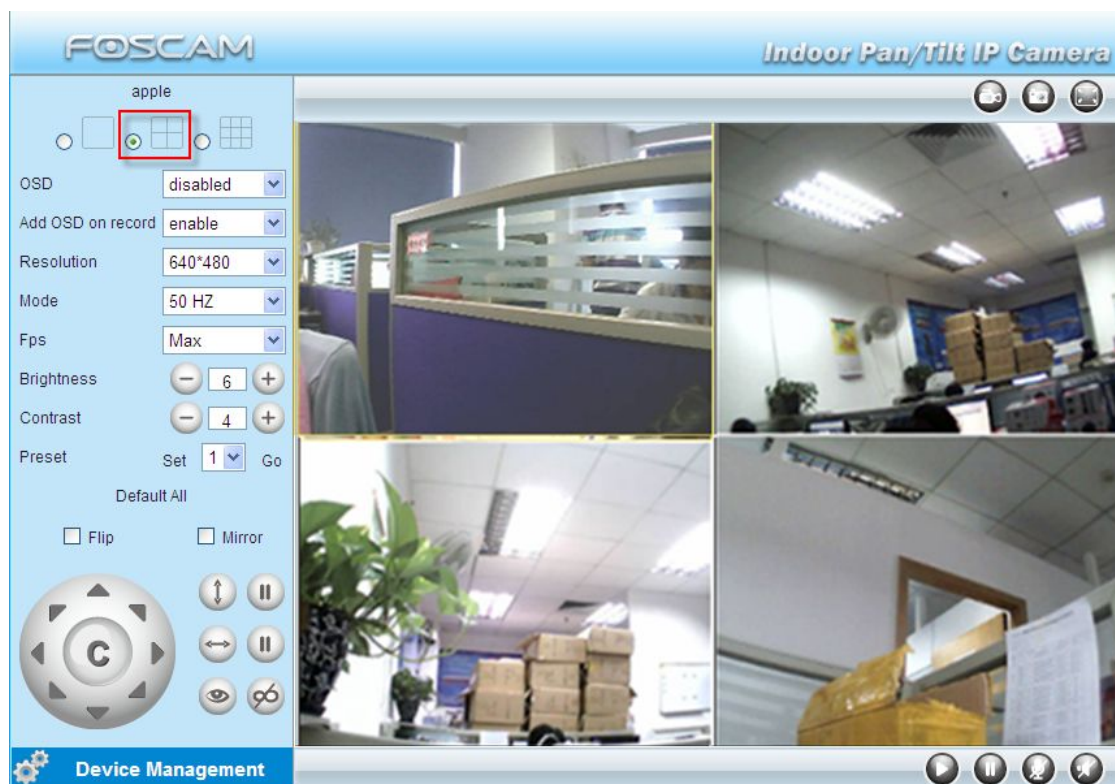 FOSCAM
Indoor Pan/Tilt IP Camera
apple
OSD disabled
Add OSD on record enable
Resolution 640*480
Mode 50 HZ
Fps Max
Brightness 6
Contrast 4
Preset Set 1 Go
Default All
Flip Mirror
C
Device Management